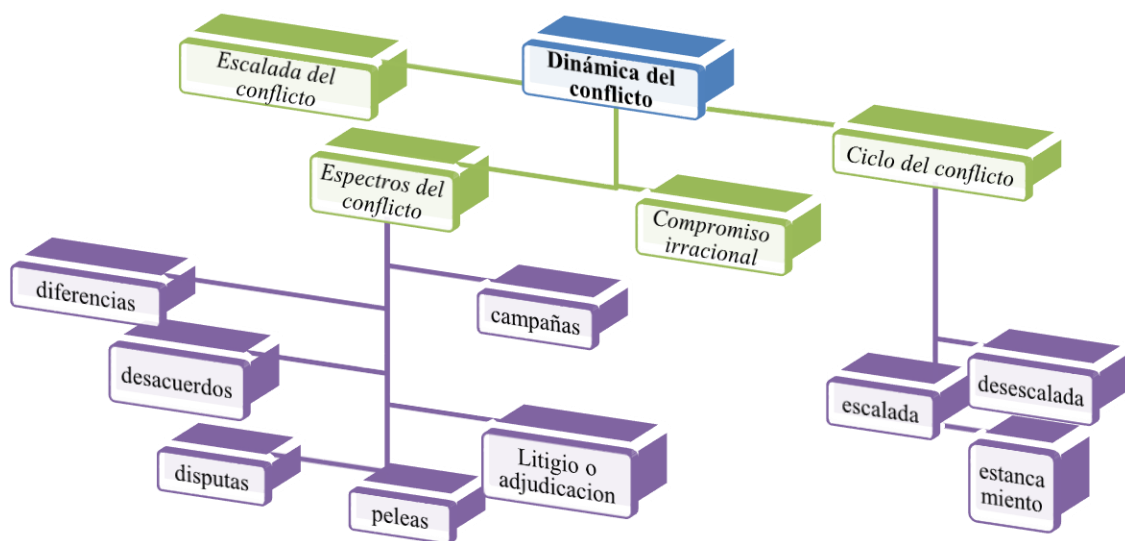 Escalada del
conflicto
Dinámica del
conflicto
Ciclo del conflicto
Espectros del
conflicto
Compromiso
irracional
diferencias
campañas
desacuerdos
escalada
desescalada
disputas
Litigio o
adjudicacion
peleas
estanca
miento